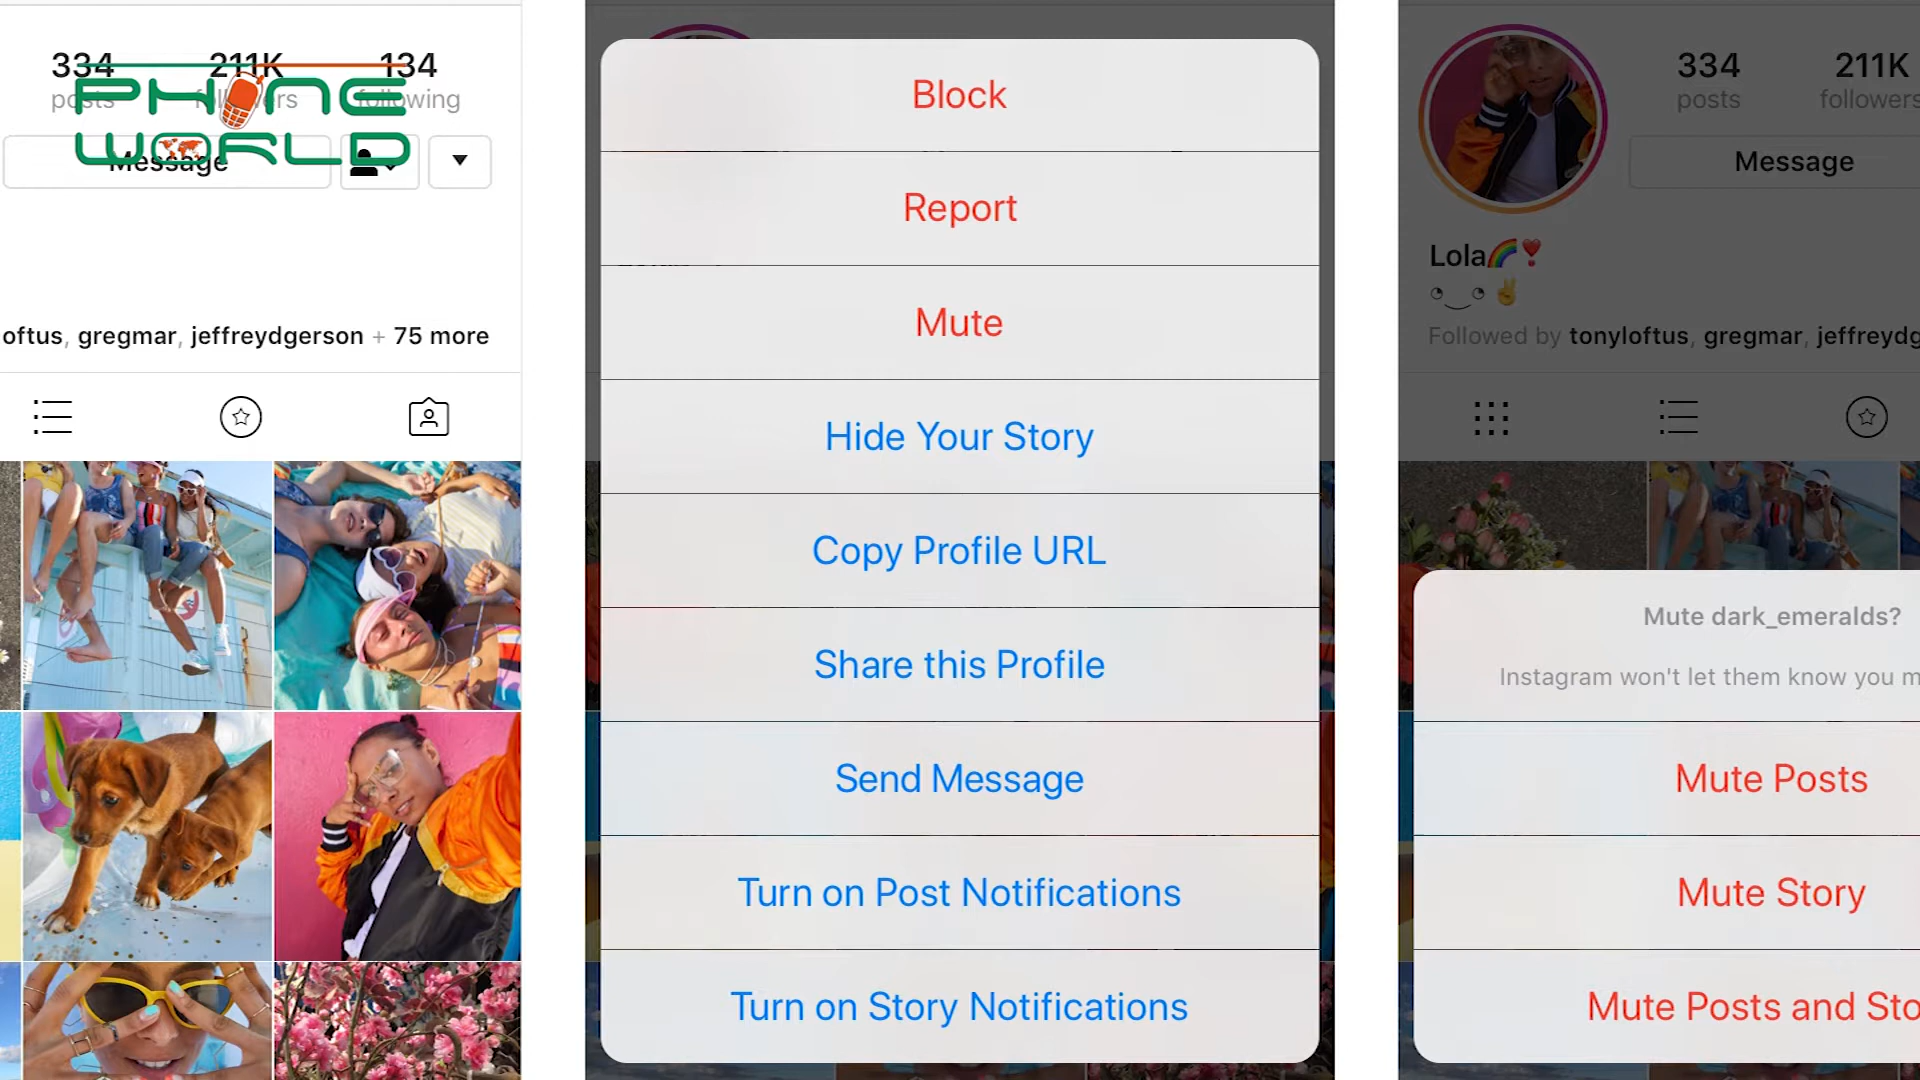 334 211K 134
posts followers following
PHONE
WORLD
Message
oftus, gregmar, jeffreydgerson + 75 more
Block
Report
Mute
Hide Your Story
Copy Profile URL
Share this Profile
Send Message
Turn on Post Notifications
Turn on Story Notifications
334 211K
posts followers
Message
Lola🌈❣️
Followed by tonyloftus, gregmar, jeffreydg
Mute dark_emeralds?
Instagram won't let them know you m
Mute Posts
Mute Story
Mute Posts and Sto